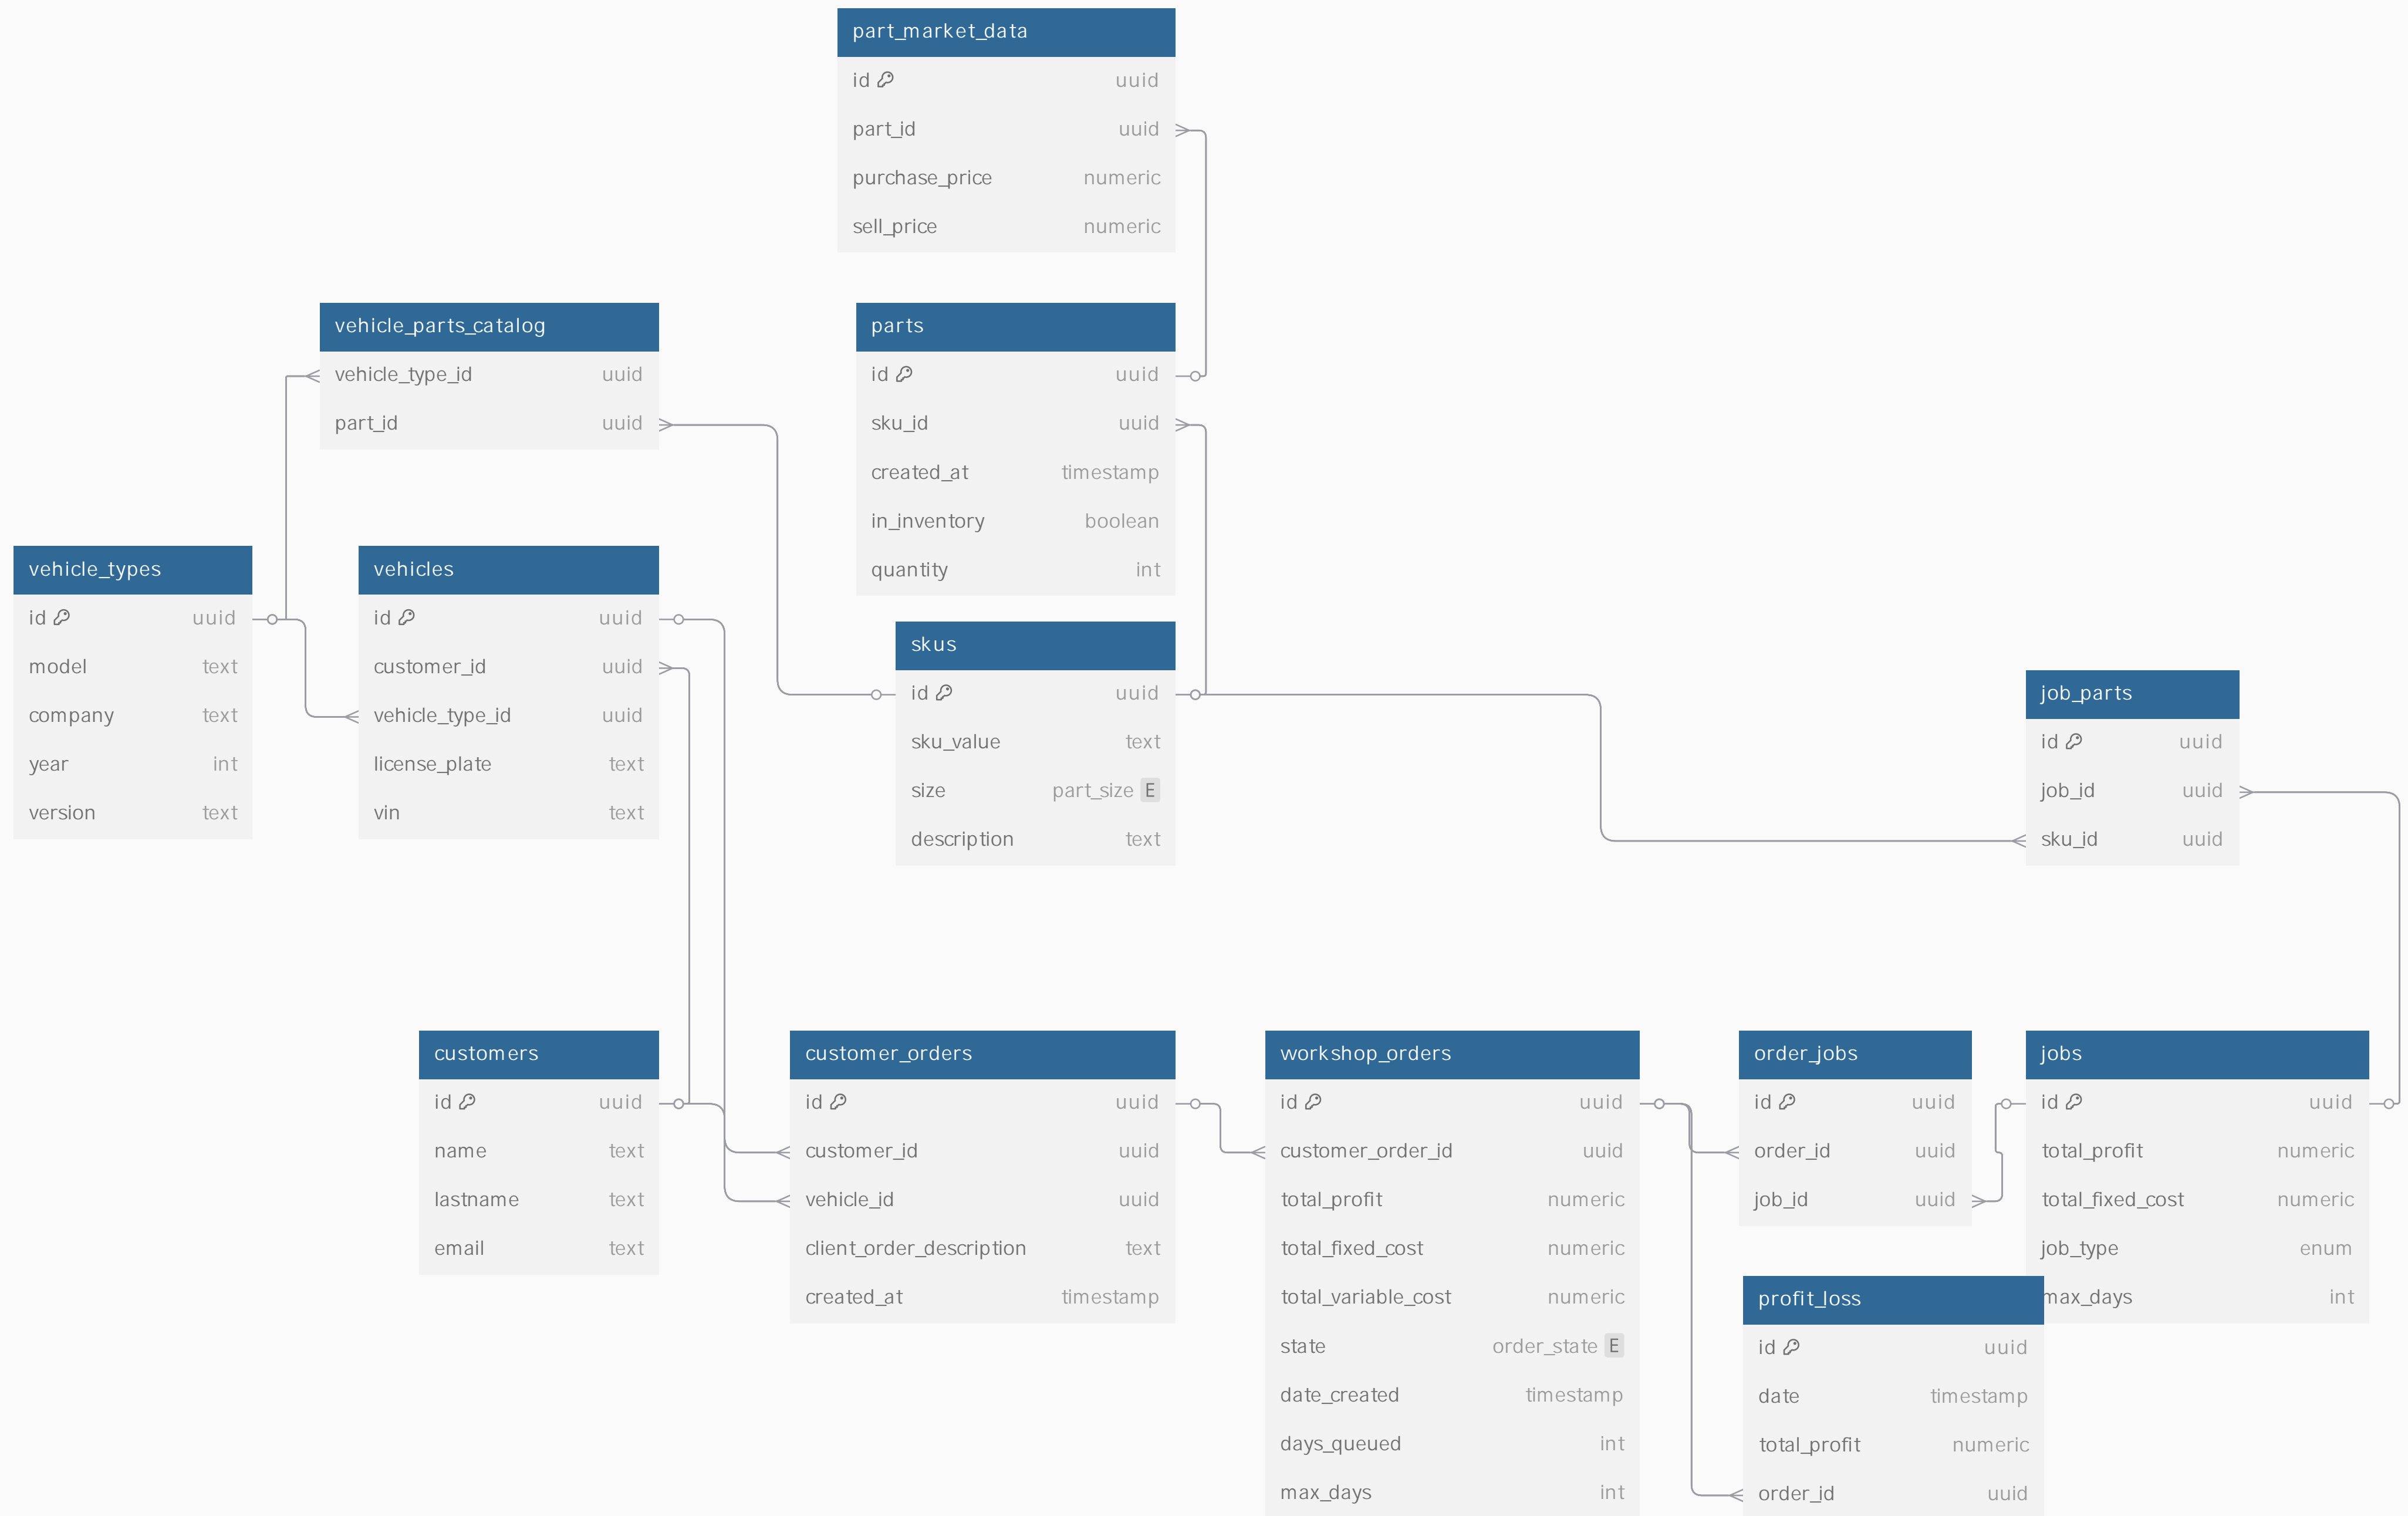 part_market_data
id uuid
part_id uuid
purchase_price numeric
sell_price numeric
vehicle_parts_catalog
vehicle_type_id uuid
part_id uuid
parts
id uuid
sku_id uuid
created_at timestamp
in_inventory boolean
quantity int
vehicle_types
id uuid
model text
company text
year int
version text
vehicles
id uuid
customer_id uuid
vehicle_type_id uuid
license_plate text
vin text
skus
id uuid
sku_value text
size part_size E
description text
job_parts
id uuid
job_id uuid
sku_id uuid
customers
id uuid
name text
lastname text
email text
customer_orders
id uuid
customer_id uuid
vehicle_id uuid
client_order_description text
created_at timestamp
workshop_orders
id uuid
customer_order_id uuid
total_profit numeric
total_fixed_cost numeric
total_variable_cost numeric
state order_state E
date_created timestamp
days_queued int
max_days int
order_jobs
id uuid
order_id uuid
job_id uuid
jobs
id uuid
total_profit numeric
total_fixed_cost numeric
job_type enum
max_days int
profit_loss
id uuid
date timestamp
total_profit numeric
order_id uuid